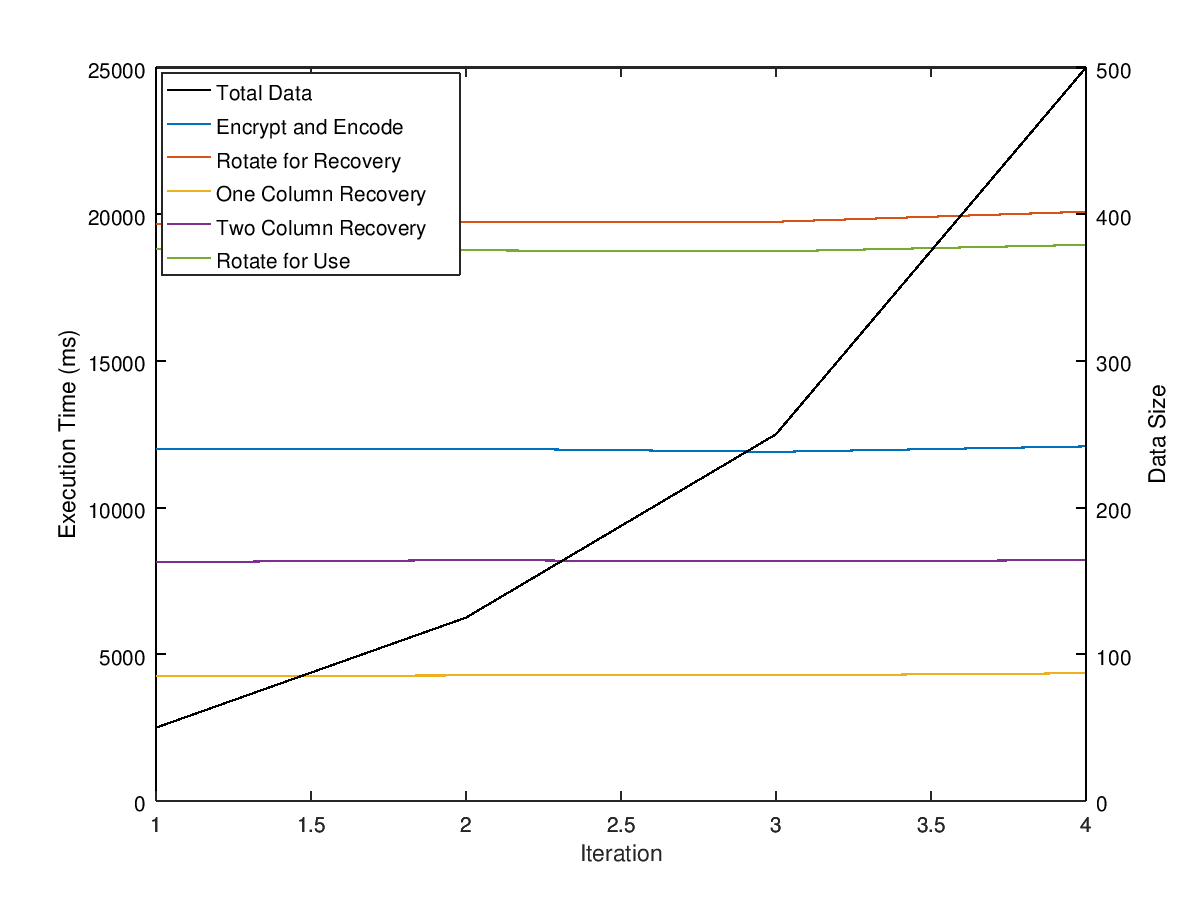 25000
20000
15000
10000
5000
0
Execution Time (ms)
Total Data
Encrypt and Encode
Rotate for Recovery
One Column Recovery
Two Column Recovery
Rotate for Use
500
400
300
200
100
0
Data Size
1 1.5 2 2.5 3 3.5 4
Iteration